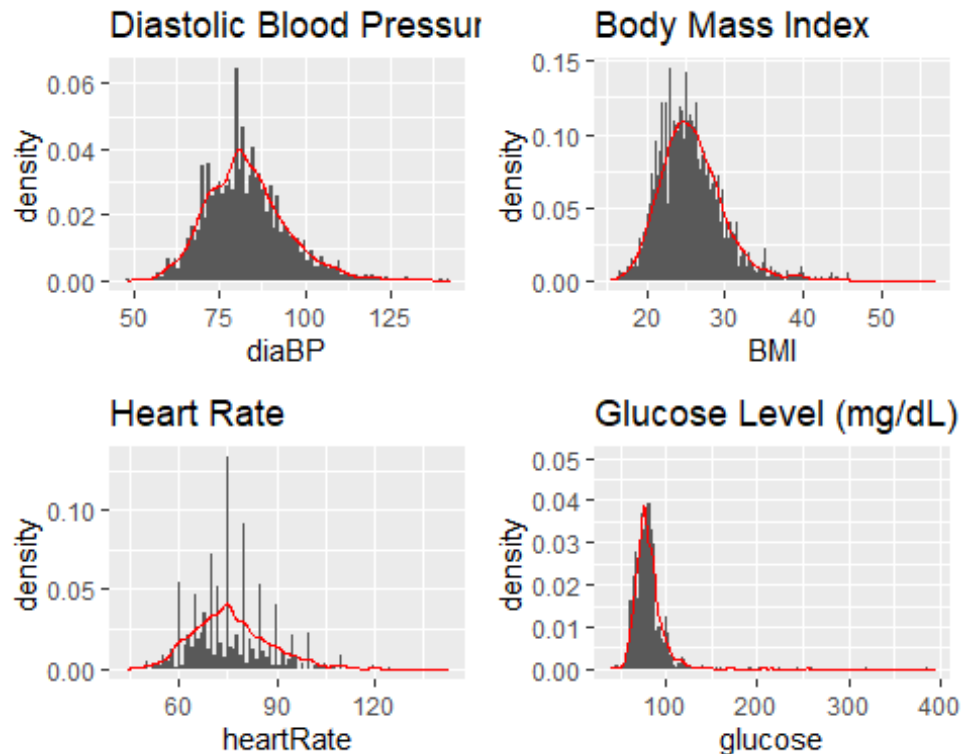 Diastolic Blood Pressur
0.06
0.04
0.02
0.00
density
50 75 100 125
diaBP
Body Mass Index
0.15
0.10
0.05
0.00
density
20 30 40 50
BMI
Heart Rate
0.10
0.05
0.00
density
60 90 120
heartRate
Glucose Level (mg/dL)
0.05
0.04
0.03
0.02
0.01
0.00
density
100 200 300 400
glucose